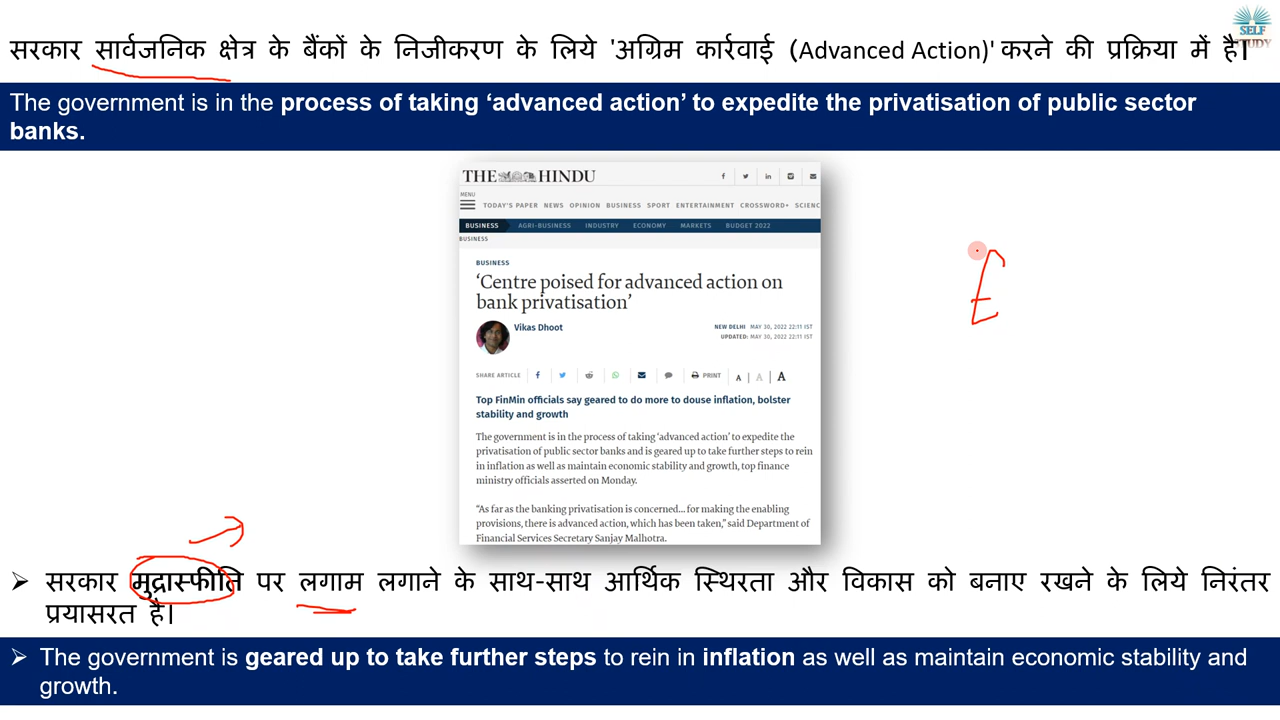 SELF
STUDY
सरकार सार्वजनिक क्षेत्र के बैंकों के निजीकरण के लिये 'अग्रिम कार्रवाई (Advanced Action)' करने की प्रक्रिया में है।
The government is in the process of taking ‘advanced action’ to expedite the privatisation of public sector
banks.
THE HINDU
MENU
TODAY'S PAPER NEWS OPINION BUSINESS SPORT ENTERTAINMENT CROSSWORD+ SCIENC
BUSINESS AGRI-BUSINESS INDUSTRY ECONOMY MARKETS BUDGET 2022
BUSINESS
BUSINESS
‘Centre poised for advanced action on
bank privatisation’
Vikas Dhoot
NEW DELHI MAY 30, 2022 22:11 IST
UPDATED: MAY 30, 2022 22:11 IST
SHARE ARTICLE PRINT A | A | A
Top FinMin officials say geared to do more to douse inflation, bolster
stability and growth
The government is in the process of taking ‘advanced action’ to expedite the
privatisation of public sector banks and is geared up to take further steps to rein
in inflation as well as maintain economic stability and growth, top finance
ministry officials asserted on Monday.
“As far as the banking privatisation is concerned... for making the enabling
provisions, there is advanced action, which has been taken,” said Department of
Financial Services Secretary Sanjay Malhotra.
➢ सरकार मुद्रास्फीति पर लगाम लगाने के साथ-साथ आर्थिक स्थिरता और विकास को बनाए रखने के लिये निरंतर
प्रयासरत है।
➢ The government is geared up to take further steps to rein in inflation as well as maintain economic stability and
growth.